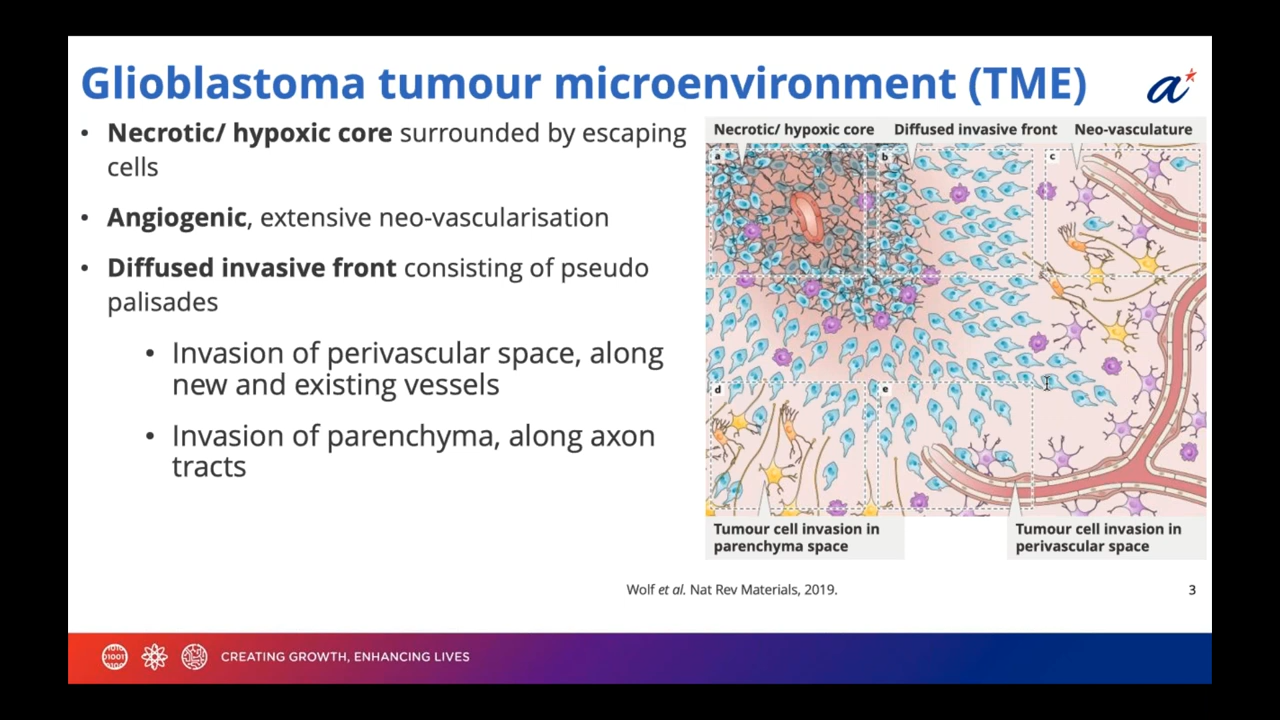 Glioblastoma tumour microenvironment (TME)
a*
• Necrotic/ hypoxic core surrounded by escaping
cells
• Angiogenic, extensive neo-vascularisation
• Diffused invasive front consisting of pseudo
palisades
• Invasion of perivascular space, along
new and existing vessels
• Invasion of parenchyma, along axon
tracts
Necrotic/ hypoxic core
Diffused invasive front
Neo-vasculature
a
b
c
d
e
Tumour cell invasion in
parenchyma space
Tumour cell invasion in
perivascular space
Wolf et al. Nat Rev Materials, 2019.
3
CREATING GROWTH, ENHANCING LIVES